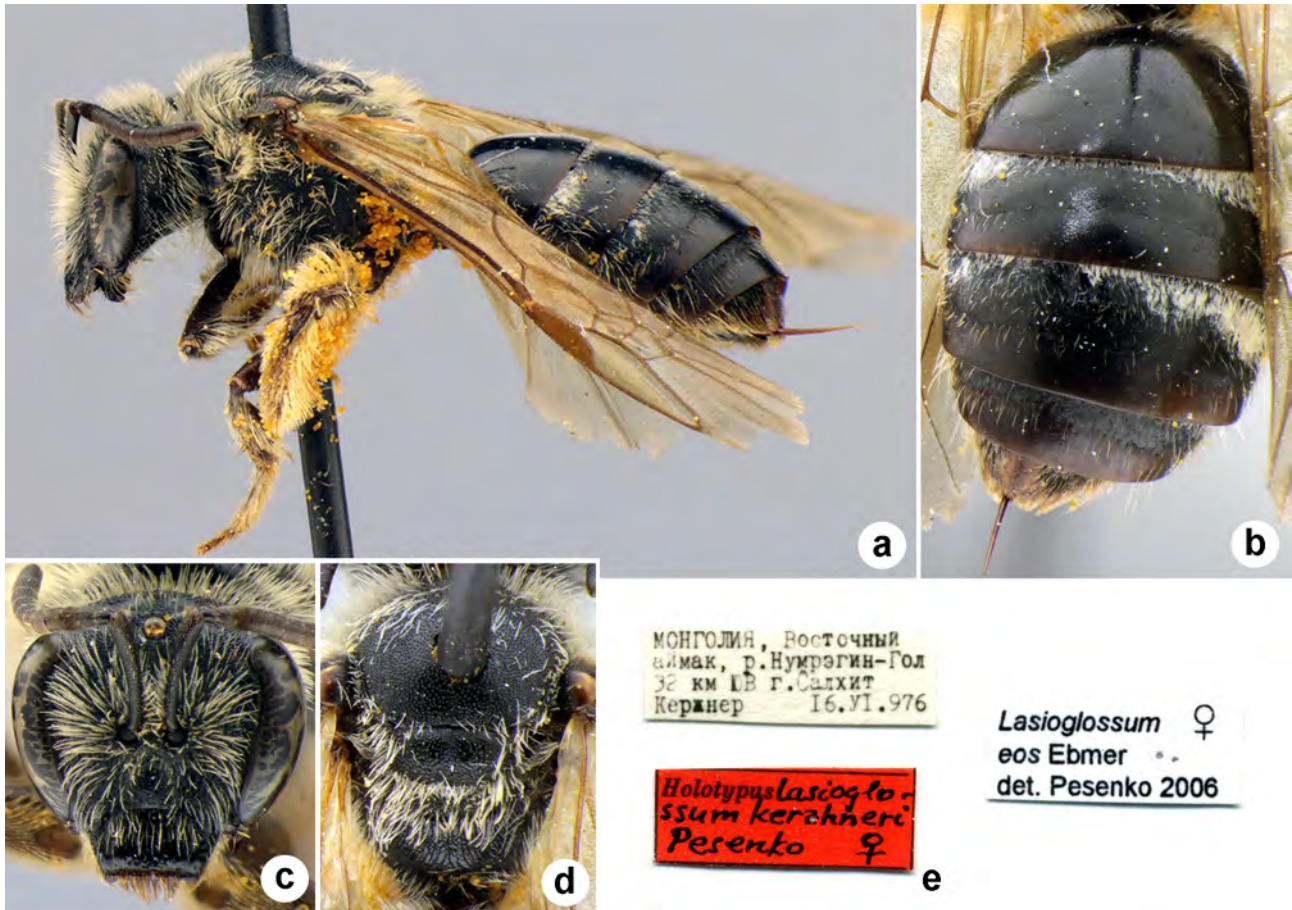 a
b
c
d
МОНГОЛИЯ, Восточный
аймак, р.Нумрэгин-Гол
32 км ЮВ г.Салхит
Кержнер 16.VI.976
Holotypus Lasioglo-
ssum kerzhneri
Pesenko ♀
Lasioglossum ♀
eos Ebmer
det. Pesenko 2006
e